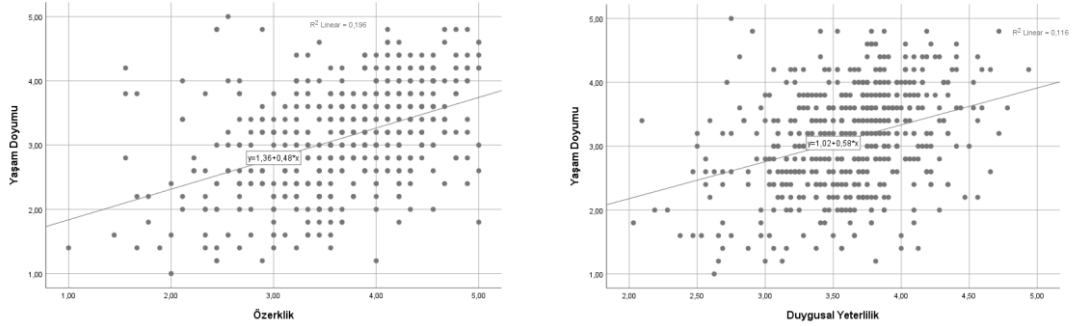 R² Linear = 0,196
5,00
4,00
3,00
2,00
1,00
Yaşam Doyumu
y=1,36+0,48*x
1,00
2,00
3,00
4,00
5,00
Özerklik
R² Linear = 0,116
5,00
4,00
3,00
2,00
1,00
Yaşam Doyumu
y=1,02+0,58*x
2,00
2,50
3,00
3,50
4,00
4,50
5,00
Duygusal Yeterlilik